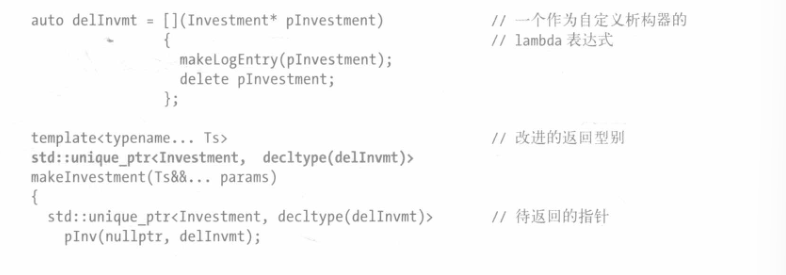 auto delInvmt = [](Investment* pInvestment) // 一个作为自定义析构器的
{ // lambda 表达式
makeLogEntry(pInvestment);
delete pInvestment;
};
template<typename... Ts> // 改进的返回型别
std::unique_ptr<Investment, decltype(delInvmt)>
makeInvestment(Ts&&... params)
{
std::unique_ptr<Investment, decltype(delInvmt)> // 待返回的指针
pInv(nullptr, delInvmt);